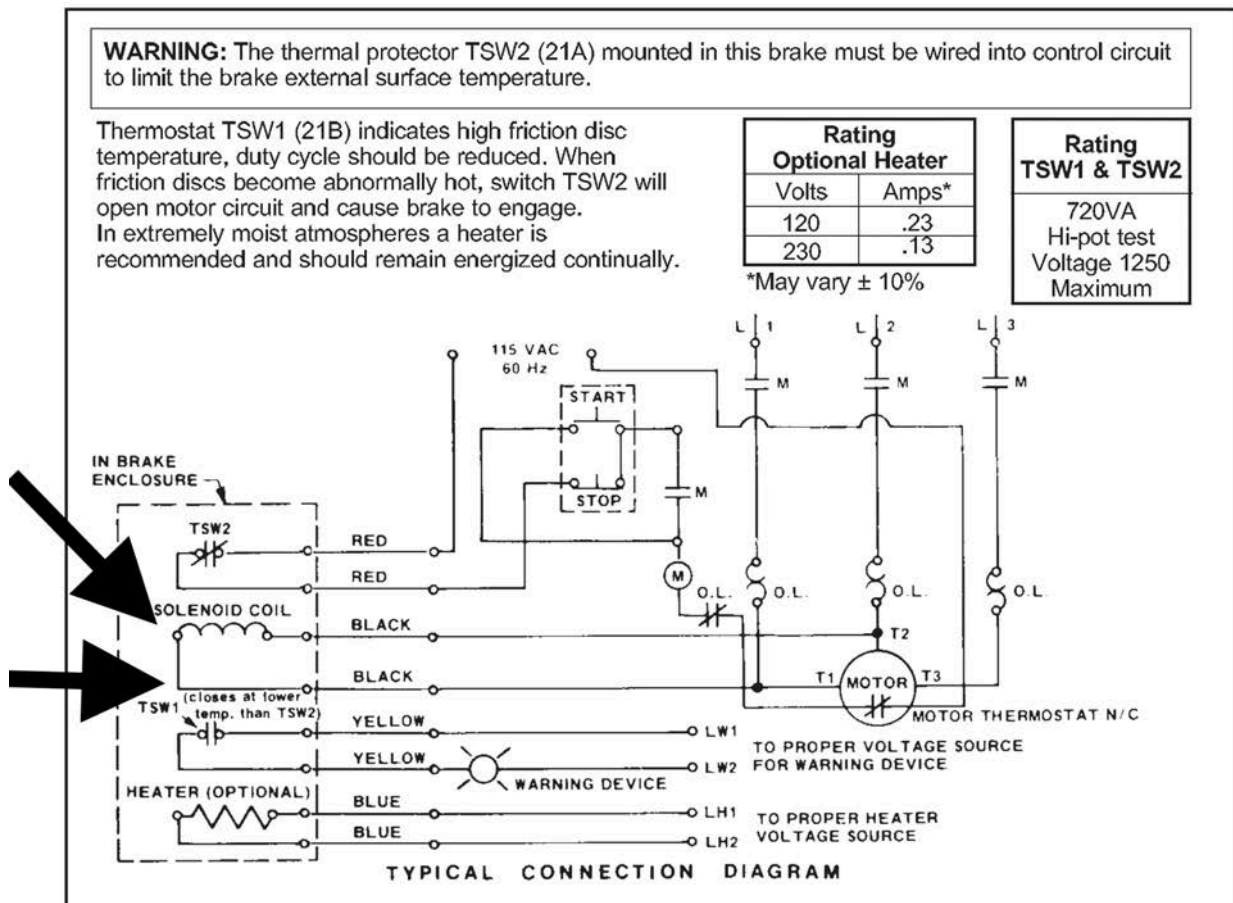 WARNING: The thermal protector TSW2 (21A) mounted in this brake must be wired into control circuit
to limit the brake external surface temperature.
Thermostat TSW1 (21B) indicates high friction disc
temperature, duty cycle should be reduced. When
friction discs become abnormally hot, switch TSW2 will
open motor circuit and cause brake to engage.
In extremely moist atmospheres a heater is
recommended and should remain energized continually.
Rating
Optional Heater
Volts Amps*
120 .23
230 .13
*May vary ± 10%
Rating
TSW1 & TSW2
720VA
Hi-pot test
Voltage 1250
Maximum
L 1 L 2 L 3
115 VAC
60 Hz
M M M
START
STOP
M
IN BRAKE
ENCLOSURE
TSW2
RED
RED
M
O.L. O.L. O.L. O.L.
SOLENOID COIL
BLACK
T2
BLACK
T1 MOTOR T3
MOTOR THERMOSTAT N/C
TSW1 (closes at lower
temp. than TSW2)
YELLOW LW1
YELLOW LW2
WARNING DEVICE
TO PROPER VOLTAGE SOURCE
FOR WARNING DEVICE
HEATER (OPTIONAL)
BLUE LH1
BLUE LH2
TO PROPER HEATER
VOLTAGE SOURCE
TYPICAL CONNECTION DIAGRAM